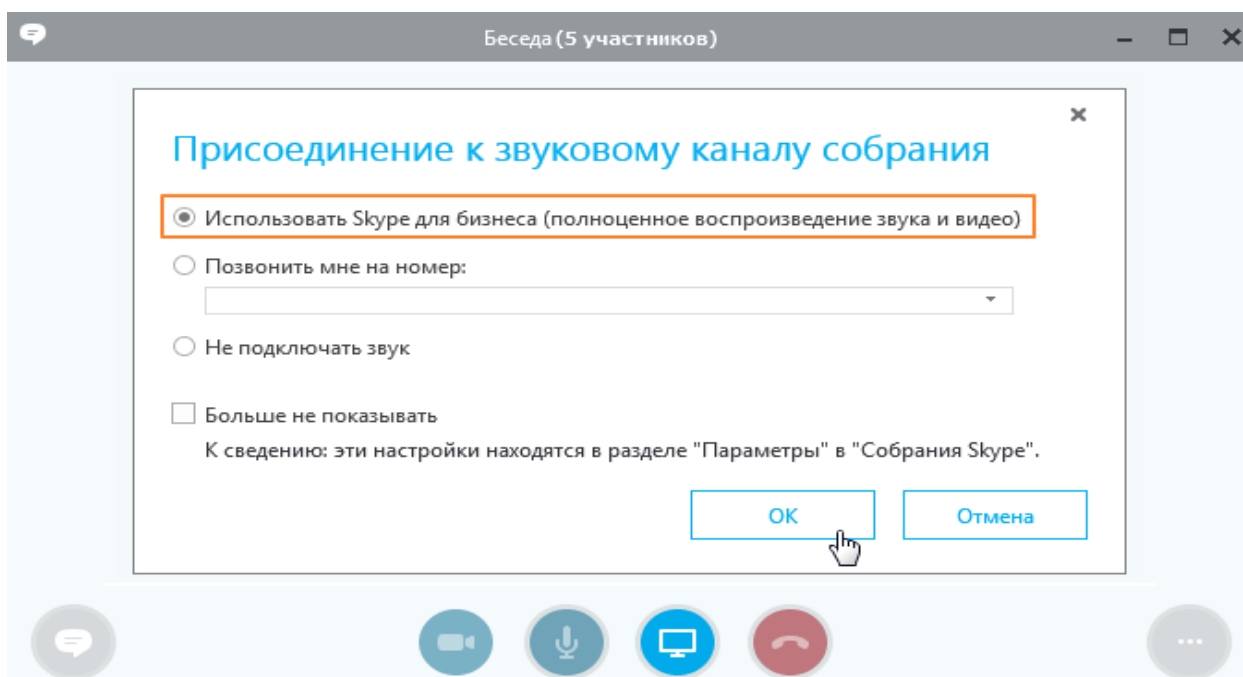 Беседа (5 участников)
Присоединение к звуковому каналу собрания
Использовать Skype для бизнеса (полноценное воспроизведение звука и видео)
Позвонить мне на номер:
Не подключать звук
Больше не показывать
К сведению: эти настройки находятся в разделе "Параметры" в "Собрания Skype".
ОК
Отмена